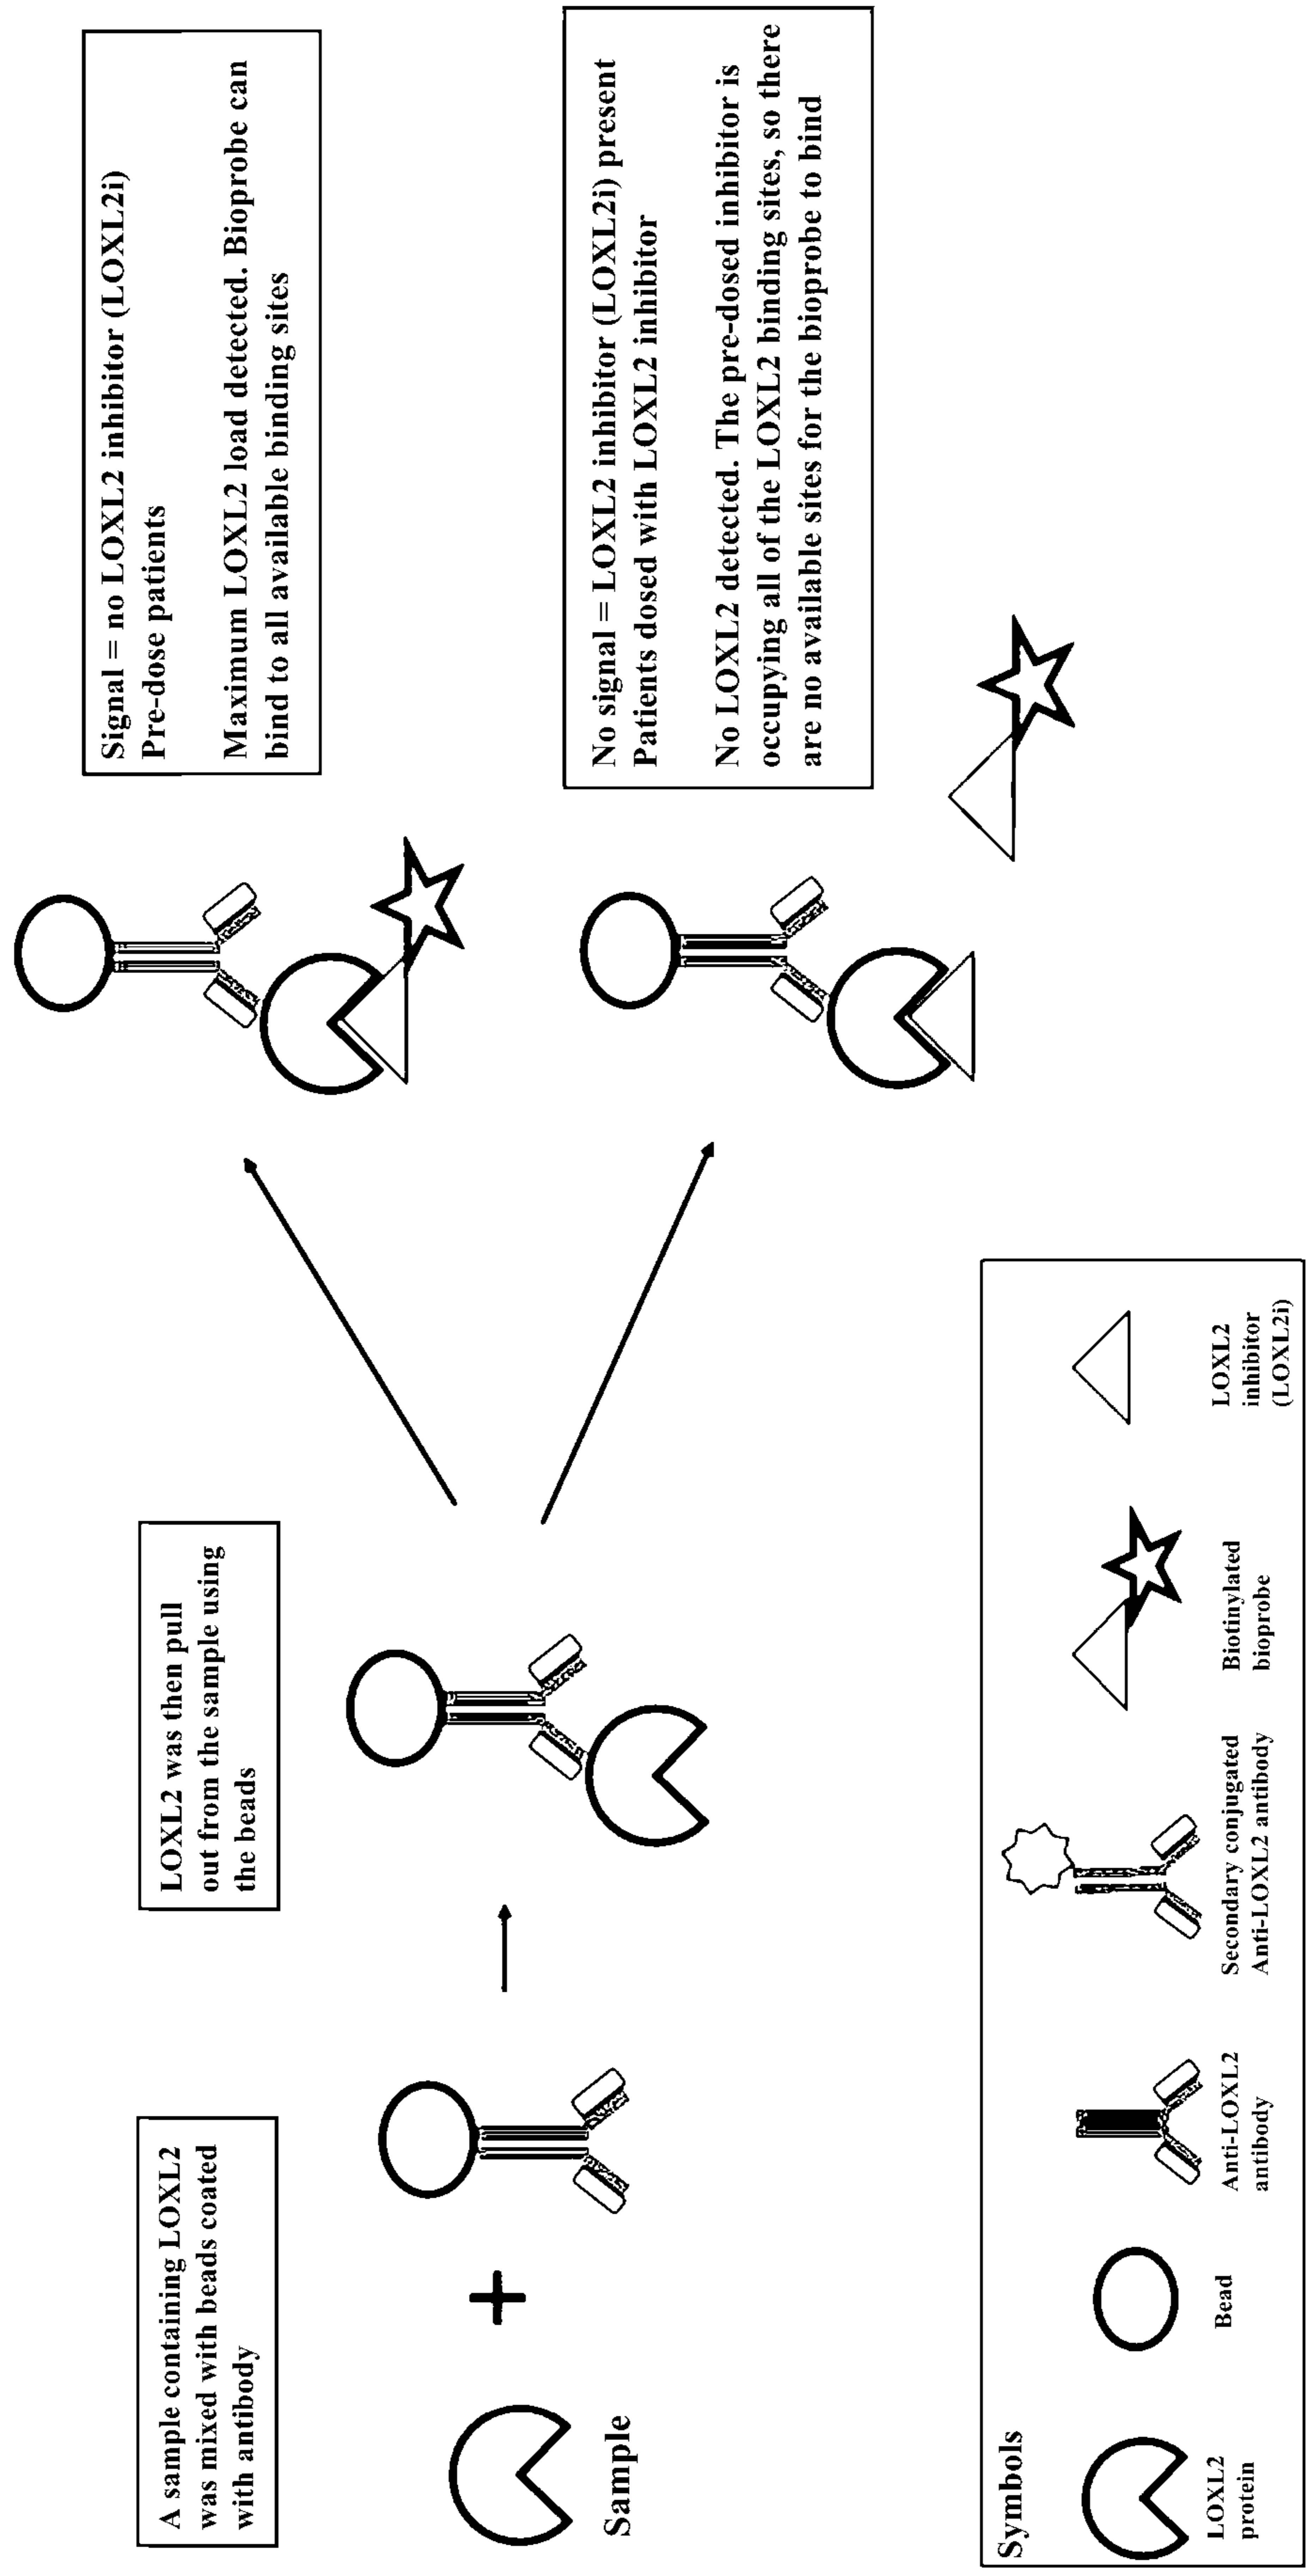 A sample containing LOXL2
was mixed with beads coated
with antibody
Sample
LOXL2 was then pull
out from the sample using
the beads
Signal = no LOXL2 inhibitor (LOXL2i)
Pre-dose patients
Maximum LOXL2 load detected. Bioprobe can
bind to all available binding sites
No signal = LOXL2 inhibitor (LOXL2i) present
Patients dosed with LOXL2 inhibitor
No LOXL2 detected. The pre-dosed inhibitor is
occupying all of the LOXL2 binding sites, so there
are no available sites for the bioprobe to bind
Symbols
LOXL2
protein
Bead
Anti-LOXL2
antibody
Secondary conjugated
Anti-LOXL2 antibody
Biotinylated
bioprobe
LOXL2
inhibitor
(LOXL2i)